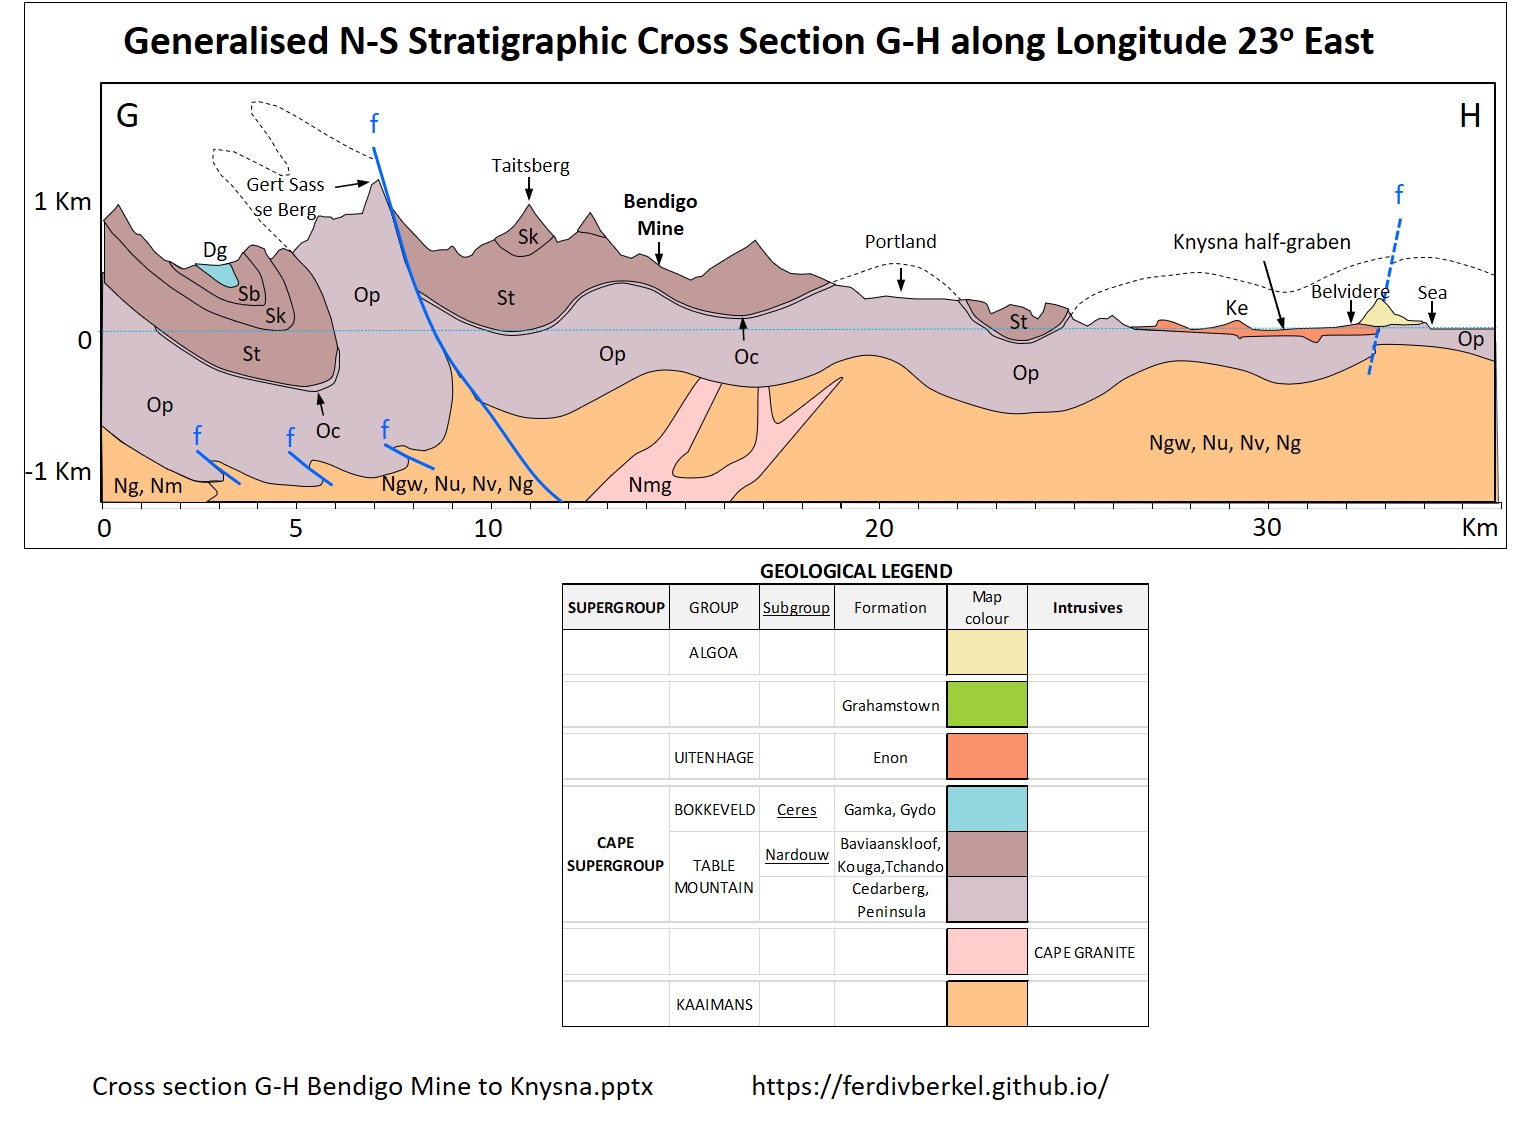 Generalised N-S Stratigraphic Cross Section G-H along Longitude 23º East
G
H
f
Taitsberg
Gert Sass
se Berg
1 Km
Bendigo
Mine
f
Portland
Knysna half-graben
Dg
Sk
Belvidere
Sea
Sb
Op
St
Ke
Sk
St
0
St
Op
Oc
Op
Op
Op
Oc
f
f
f
Ngw, Nu, Nv, Ng
-1 Km
Ng, Nm
Ngw, Nu, Nv, Ng
Nmg
0
5
10
20
30
Km
GEOLOGICAL LEGEND
SUPERGROUP
GROUP
Subgroup
Formation
Map
colour
Intrusives
ALGOA
Grahamstown
UITENHAGE
Enon
CAPE
SUPERGROUP
BOKKEVELD
Ceres
Gamka, Gydo
TABLE
MOUNTAIN
Nardouw
Baviaanskloof,
Kouga,Tchando
Cedarberg,
Peninsula
CAPE GRANITE
KAAIMANS
Cross section G-H Bendigo Mine to Knysna.pptx
https://ferdivberkel.github.io/